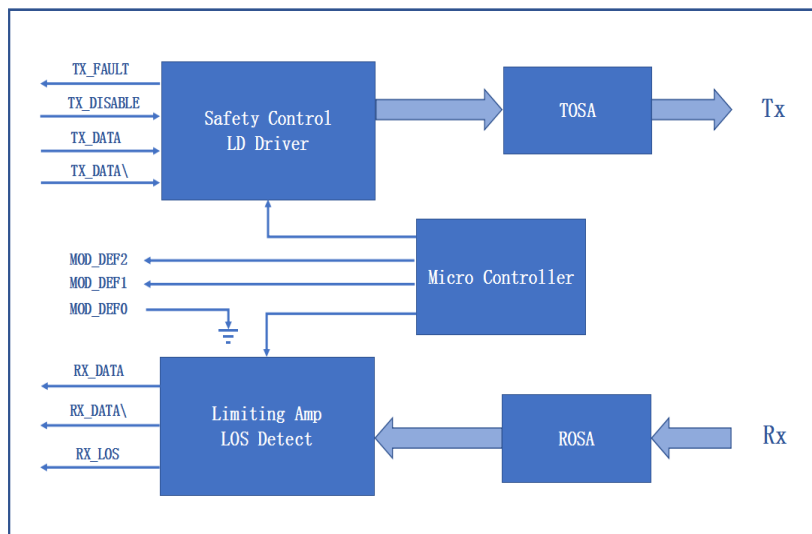 TX_FAULT
TX_DISABLE
TX_DATA
TX_DATA\
Safety Control
LD Driver
TOSA
Tx
MOD_DEF2
MOD_DEF1
MOD_DEF0
Micro Controller
RX_DATA
RX_DATA\
RX_LOS
Limiting Amp
LOS Detect
ROSA
Rx